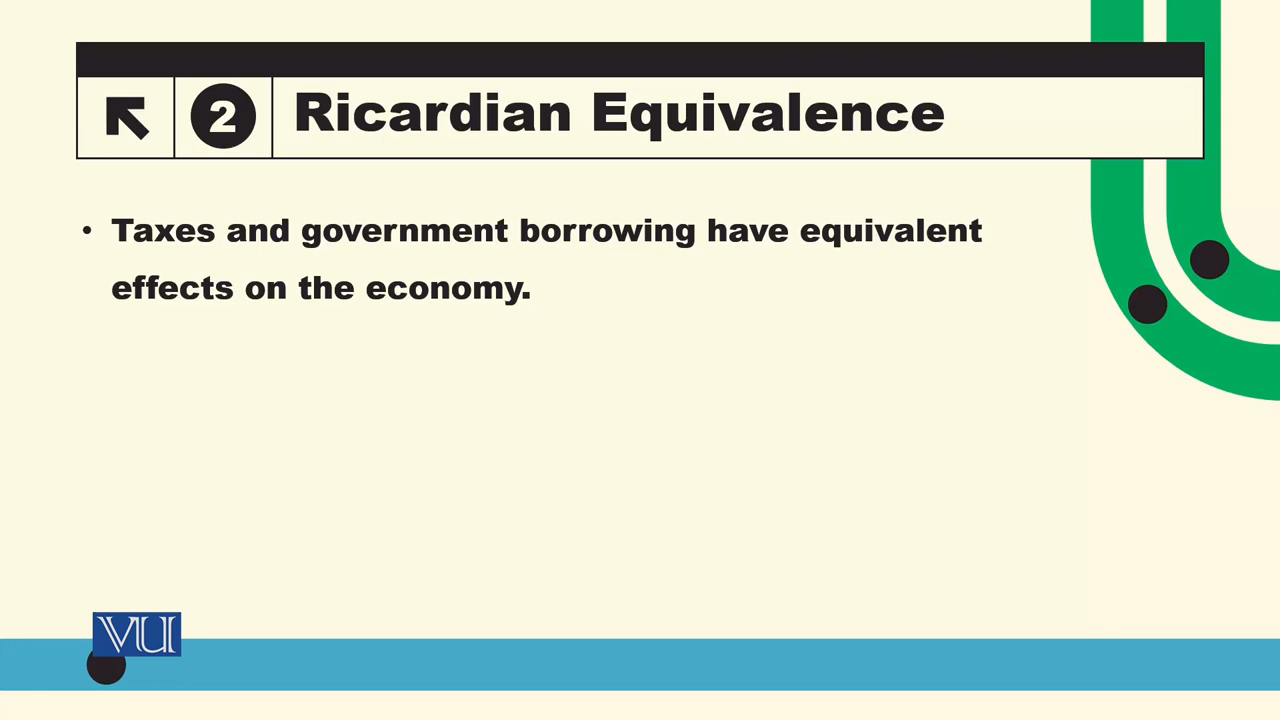 2 Ricardian Equivalence
• Taxes and government borrowing have equivalent
effects on the economy.
VU